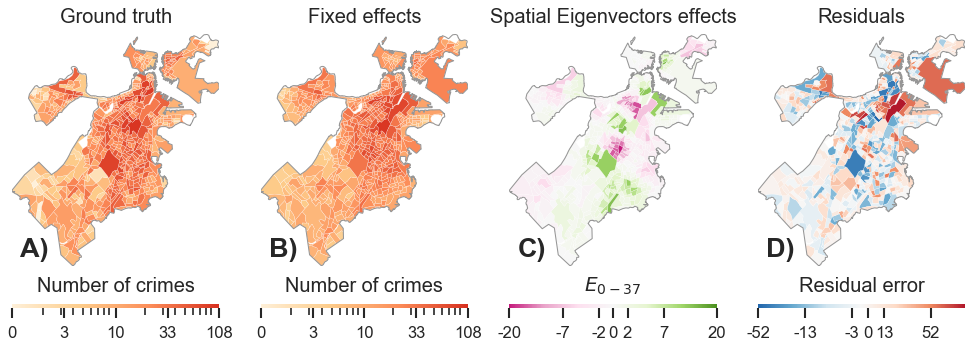 Ground truth
Fixed effects
Spatial Eigenvectors effects
Residuals
A)
B)
C)
D)
Number of crimes
Number of crimes
E0 − 37
Residual error
0 3 10 33 108
0 3 10 33 108
-20 -7 -2 0 2 7 20
-52 -13 -3 0 13 52